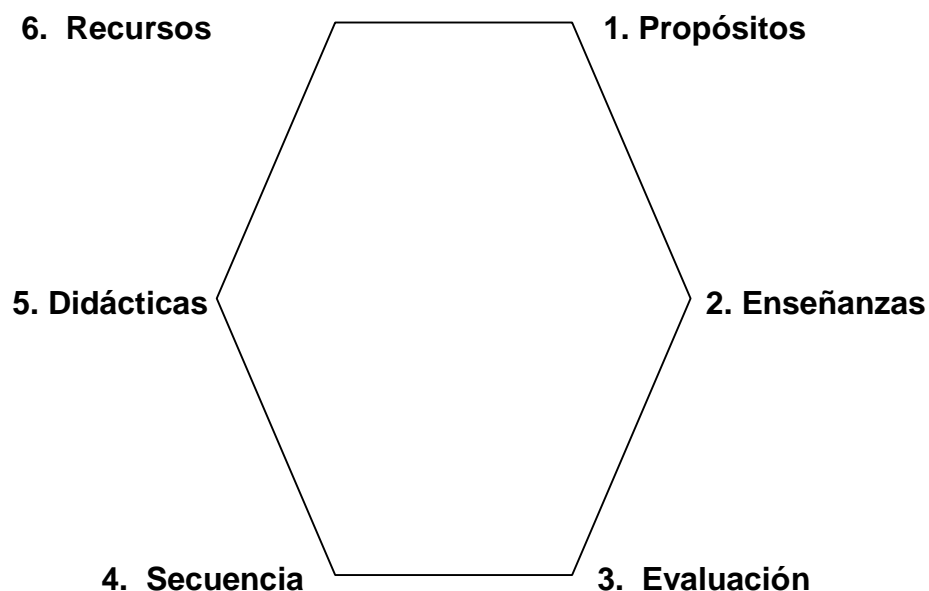 6. Recursos
1. Propósitos
5. Didácticas
2. Enseñanzas
4. Secuencia
3. Evaluación